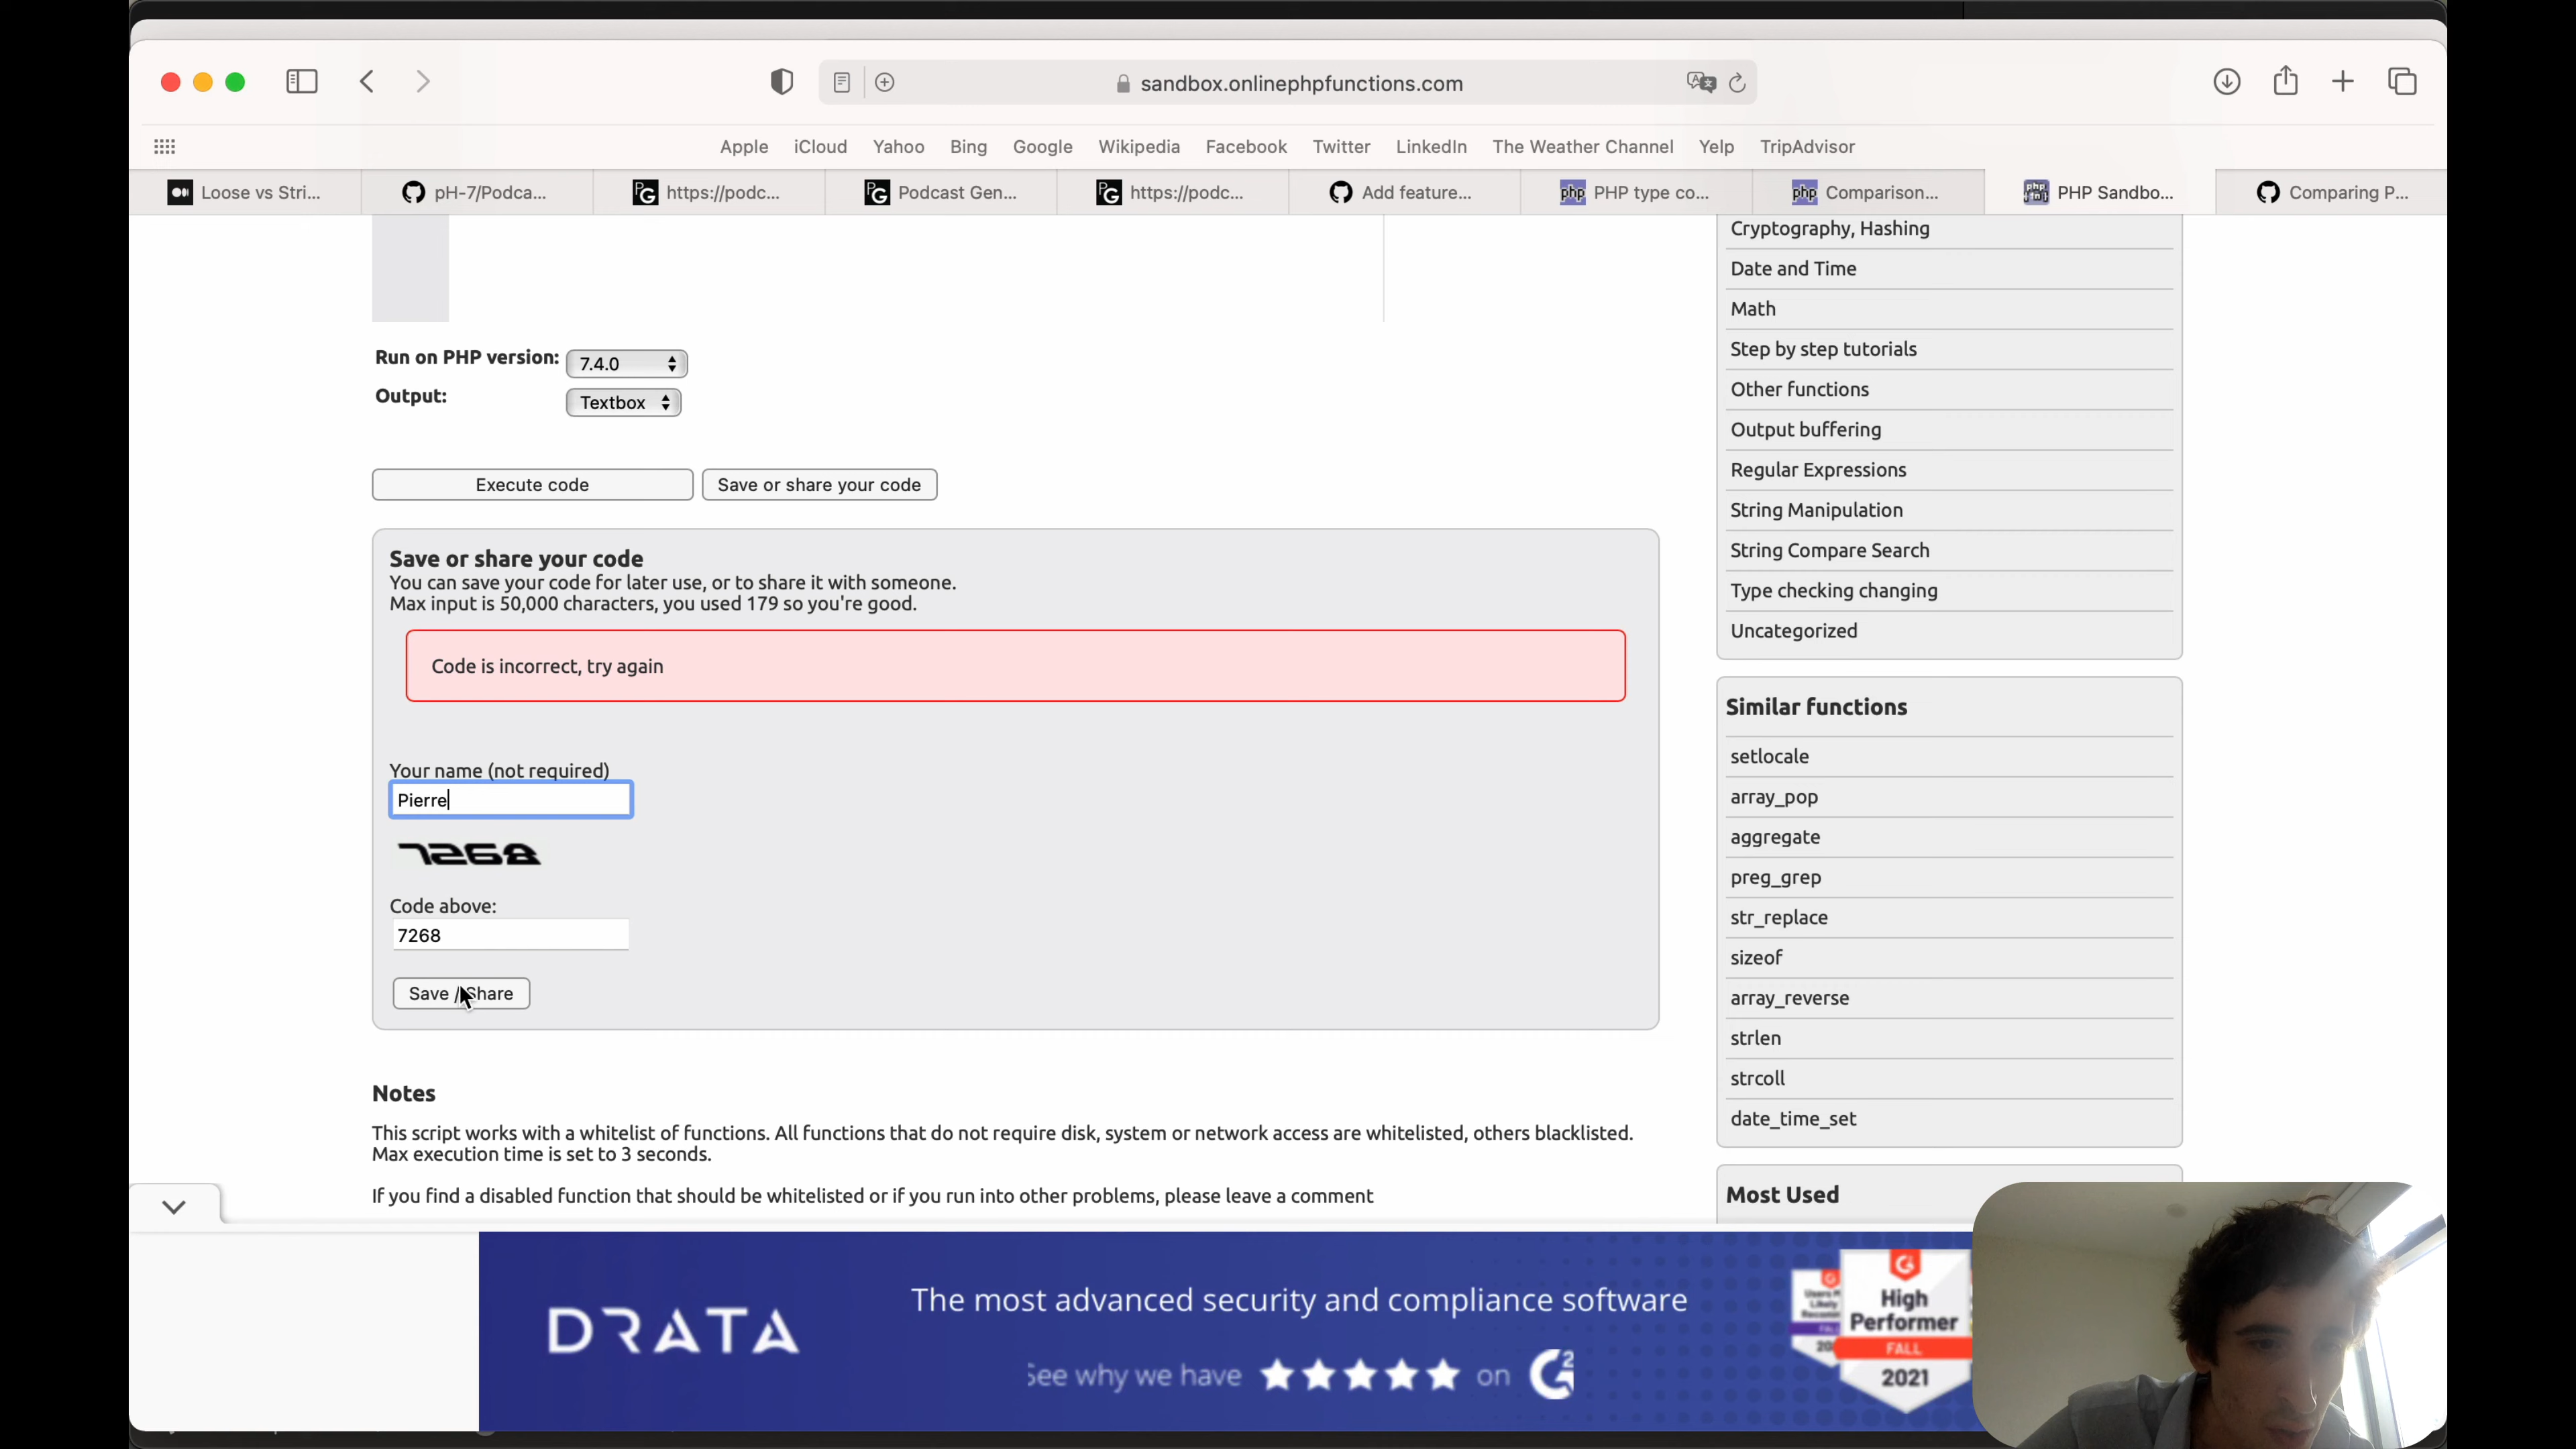 sandbox.onlinephpfunctions.com
Apple iCloud Yahoo Bing Google Wikipedia Facebook Twitter LinkedIn The Weather Channel Yelp TripAdvisor
Loose vs Stri... pH-7/Podca... https://podc... Podcast Gen... https://podc... Add feature... PHP type co... Comparison... PHP Sandbo... Comparing P...
Run on PHP version: 7.4.0
Output: Textbox
Execute code Save or share your code
Save or share your code
You can save your code for later use, or to share it with someone.
Max input is 50,000 characters, you used 179 so you're good.
Code is incorrect, try again
Your name (not required)
Pierre
Code above:
7268
Save / Share
Notes
This script works with a whitelist of functions. All functions that do not require disk, system or network access are whitelisted, others blacklisted.
Max execution time is set to 3 seconds.
If you find a disabled function that should be whitelisted or if you run into other problems, please leave a comment
Cryptography, Hashing
Date and Time
Math
Step by step tutorials
Other functions
Output buffering
Regular Expressions
String Manipulation
String Compare Search
Type checking changing
Uncategorized
Similar functions
setlocale
array_pop
aggregate
preg_grep
str_replace
sizeof
array_reverse
strlen
strcoll
date_time_set
Most Used
DRATA
The most advanced security and compliance software
See why we have ★★★★★ on G2
High
Performer
FALL
2021